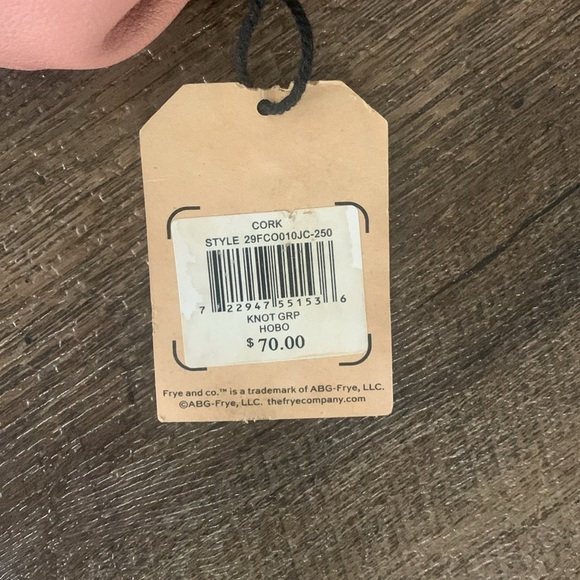 CORK
STYLE 29FCO010JC-250
7 22947 55153 6
KNOT GRP
HOBO
$ 70.00
Frye and co.™ is a trademark of ABG-Frye, LLC.
©ABG-Frye, LLC. thefryecompany.com